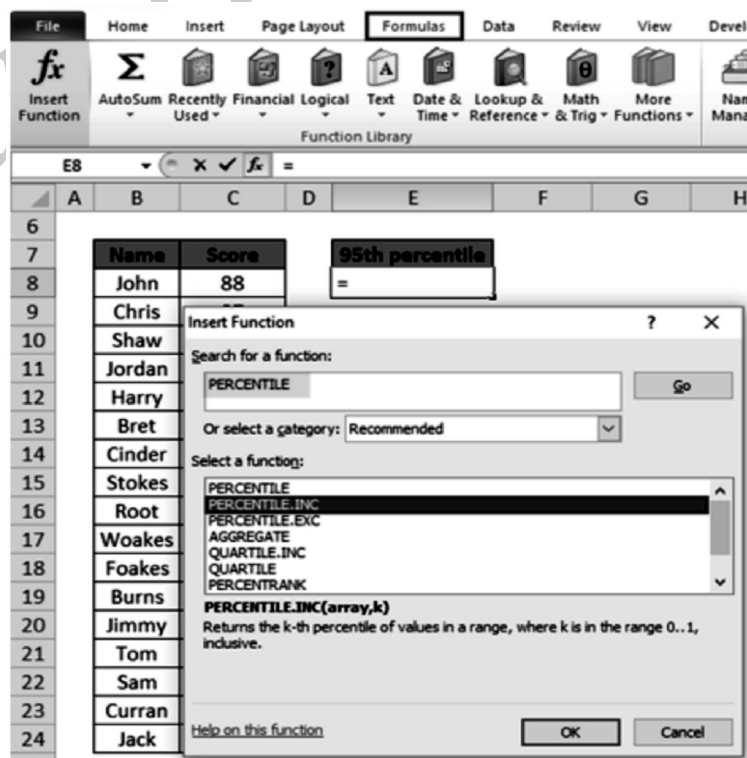 File Home Insert Page Layout Formulas Data Review View Devel
fx Σ ? A θ
Insert AutoSum Recently Financial Logical Text Date & Lookup & Math More Nam
Function Used Time Reference & Trig Functions Mana
Function Library
E8 fx =
A B C D E F G H
6
7 Name Score 95th percentile
8 John 88 =
9 Chris
Insert Function ? X
10 Shaw
Search for a function:
11 Jordan
PERCENTILE Go
12 Harry
13 Bret
Or select a category: Recommended
14 Cinder
Select a function:
15 Stokes
PERCENTILE
16 Root
PERCENTILE.INC
PERCENTILE.EXC
17 Woakes
AGGREGATE
QUARTILE.INC
18 Foakes
QUARTILE
PERCENTRANK
19 Burns
PERCENTILE.INC(array,k)
20 Jimmy
Returns the k-th percentile of values in a range, where k is in the range 0..1,
inclusive.
21 Tom
22 Sam
23 Curran
Help on this function OK Cancel
24 Jack